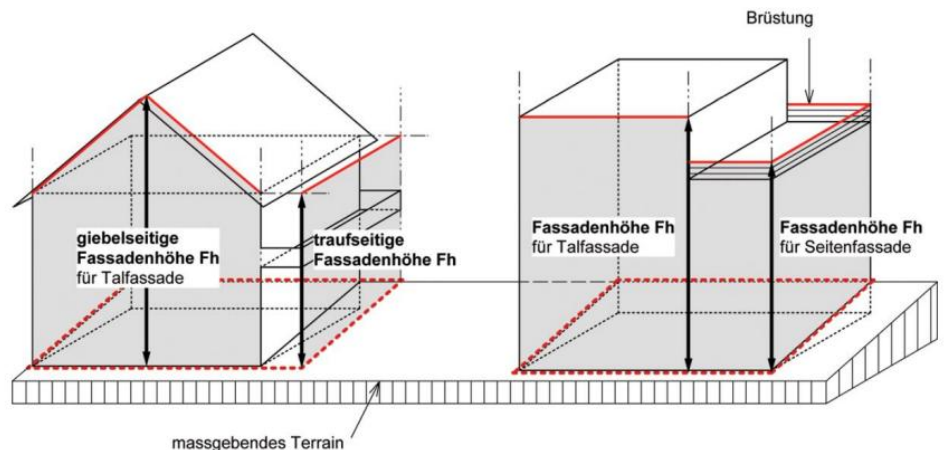 Brüstung
giebelseitige
Fassadenhöhe Fh
für Talfassade
traufseitige
Fassadenhöhe Fh
Fassadenhöhe Fh
für Talfassade
Fassadenhöhe Fh
für Seitenfassade
massgebendes Terrain